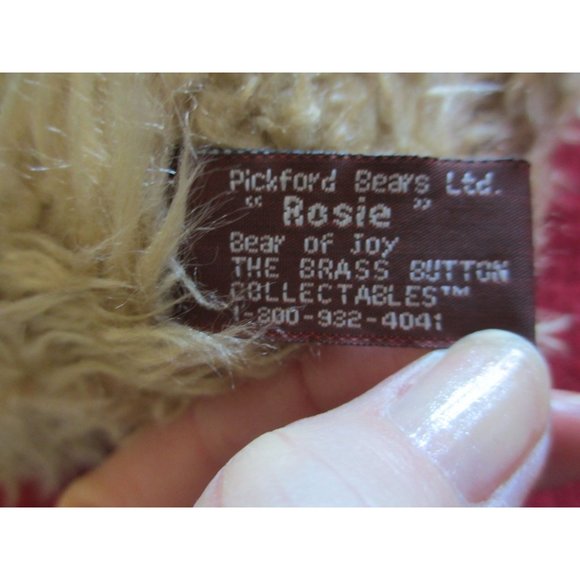 Pickford Bears Ltd.
"Rosie"
Bear of Joy
THE BRASS BUTTON
COLLECTABLES™
1-800-932-4041